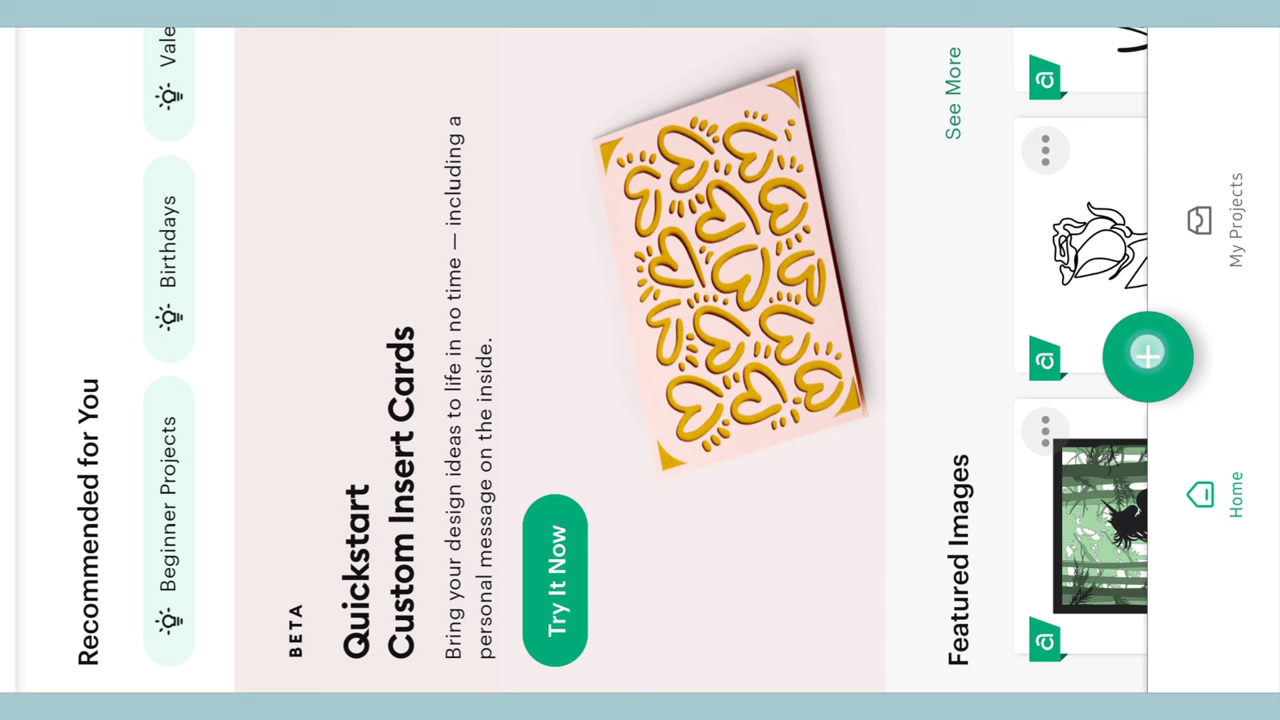 Recommended for You
Beginner Projects
Birthdays
Vale
BETA
Quickstart
Custom Insert Cards
Bring your design ideas to life in no time — including a
personal message on the inside.
Try It Now
Featured Images
See More
a
a
a
Home
My Projects